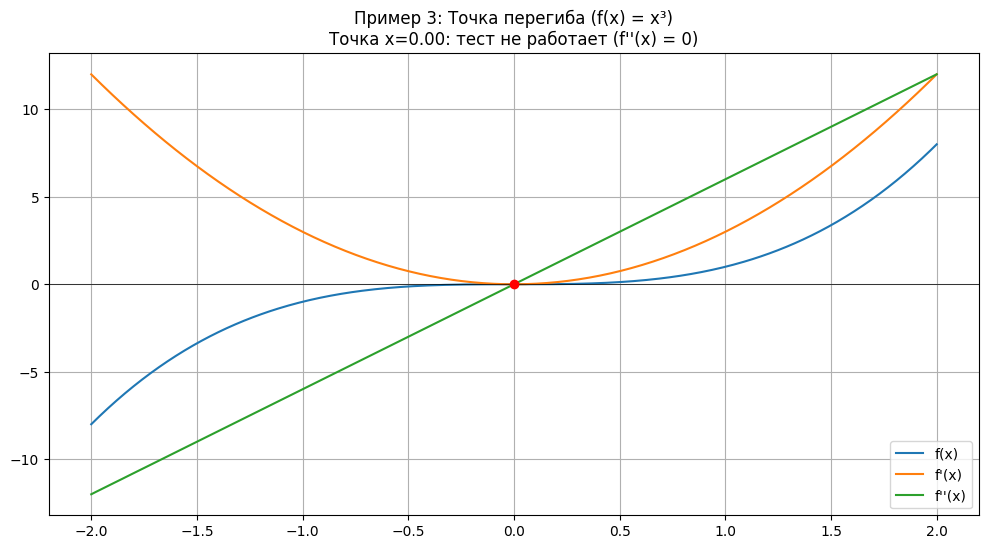 Пример 3: Точка перегиба (f(x) = x³)
Точка x=0.00: тест не работает (f''(x) = 0)
10
5
0
−5
−10
−2.0 −1.5 −1.0 −0.5 0.0 0.5 1.0 1.5 2.0
f(x)
f'(x)
f''(x)